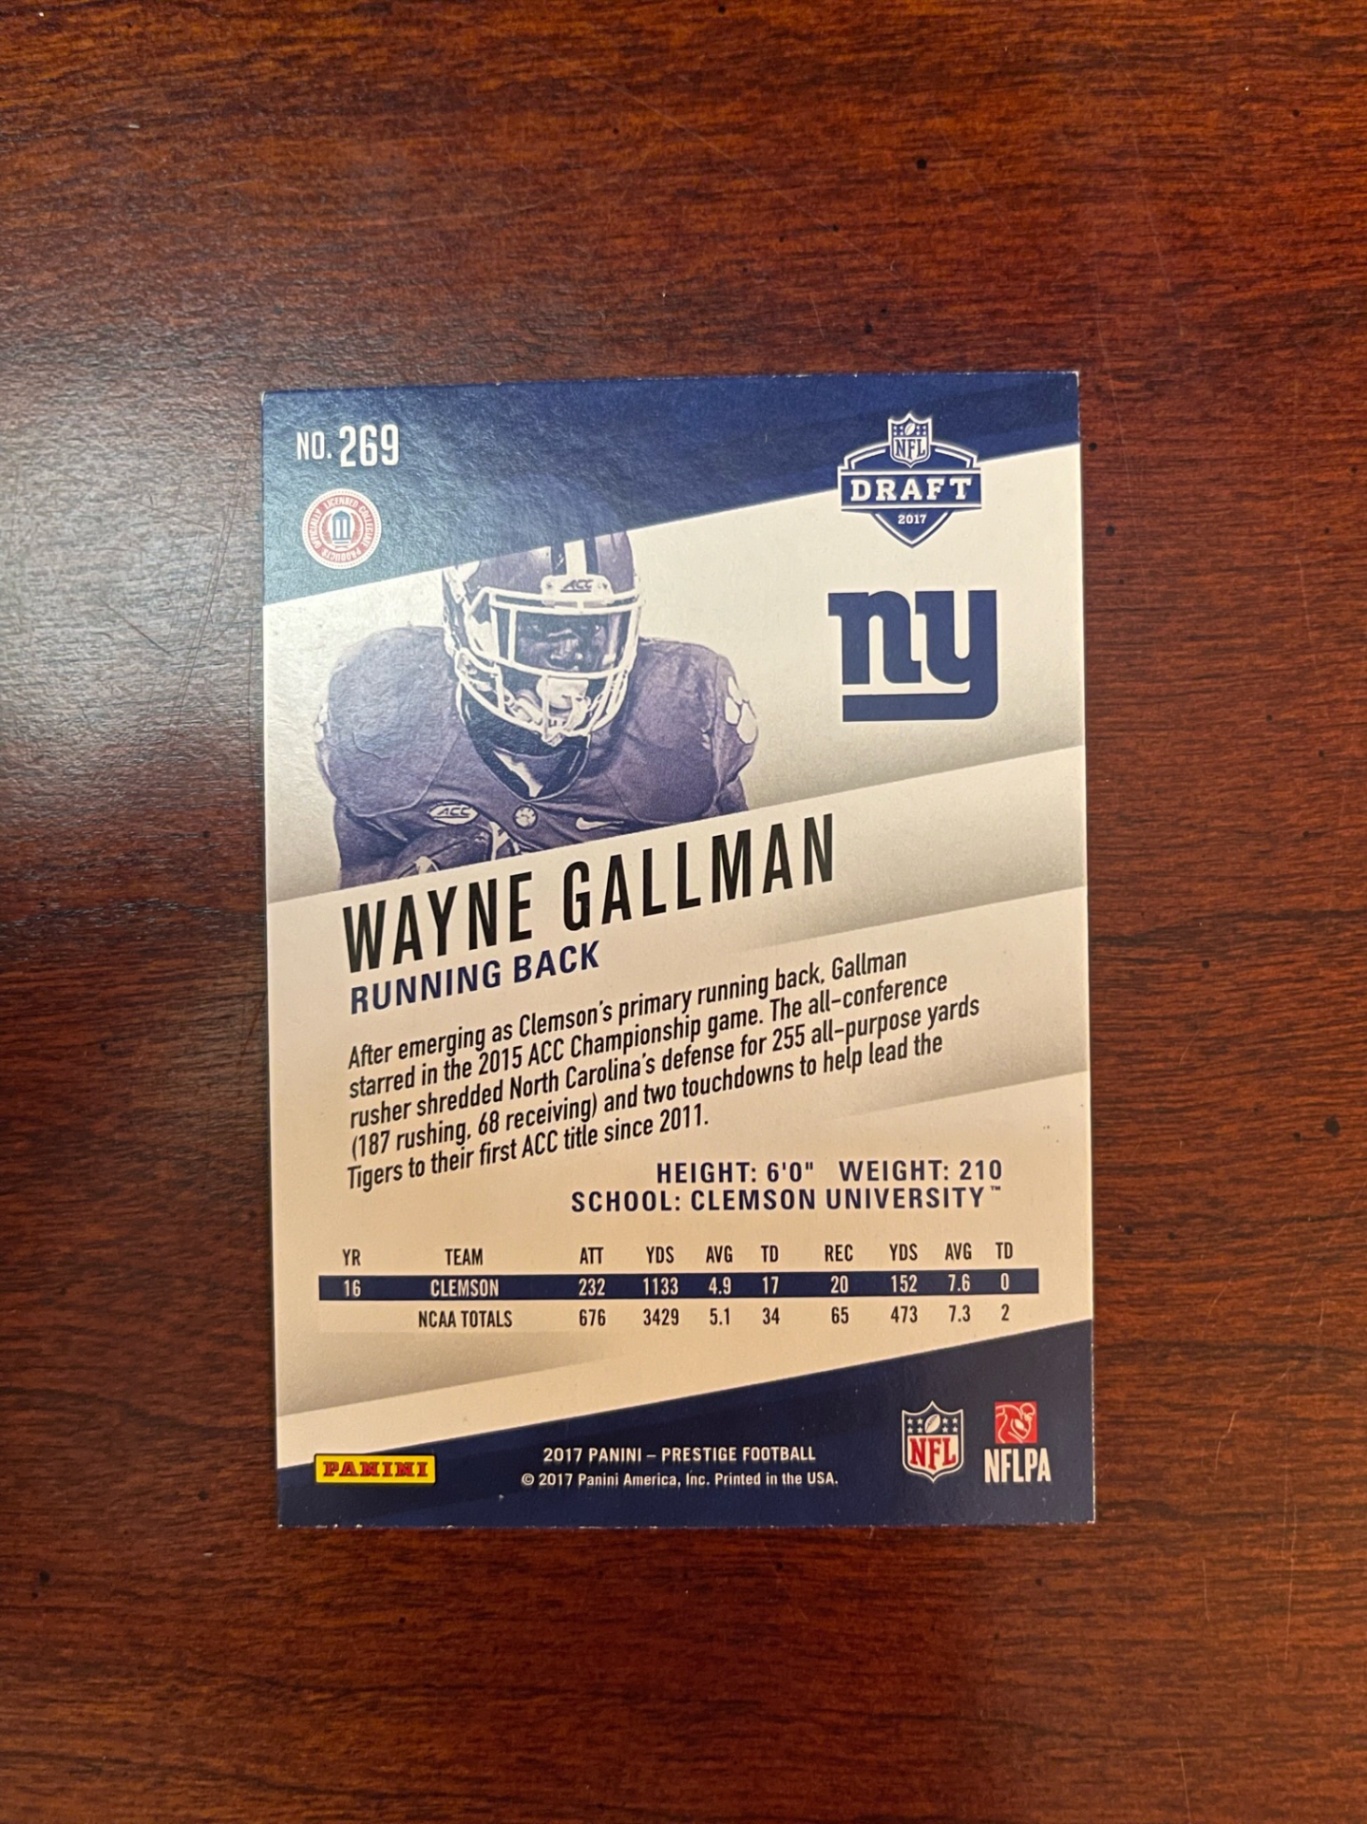 NO. 269
OFFICIALLY LICENSED COLLEGIATE PRODUCTS
NFL
DRAFT
2017
ny
ACC
ACC
WAYNE GALLMAN
RUNNING BACK
After emerging as Clemson's primary running back, Gallman
starred in the 2015 ACC Championship game. The all-conference
rusher shredded North Carolina's defense for 255 all-purpose yards
(187 rushing, 68 receiving) and two touchdowns to help lead the
Tigers to their first ACC title since 2011.
HEIGHT: 6'0" WEIGHT: 210
SCHOOL: CLEMSON UNIVERSITY™
YR TEAM ATT YDS AVG TD REC YDS AVG TD
16 CLEMSON 232 1133 4.9 17 20 152 7.6 0
NCAA TOTALS 676 3429 5.1 34 65 473 7.3 2
PANINI
2017 PANINI – PRESTIGE FOOTBALL
© 2017 Panini America, Inc. Printed in the USA.
NFL
NFLPA